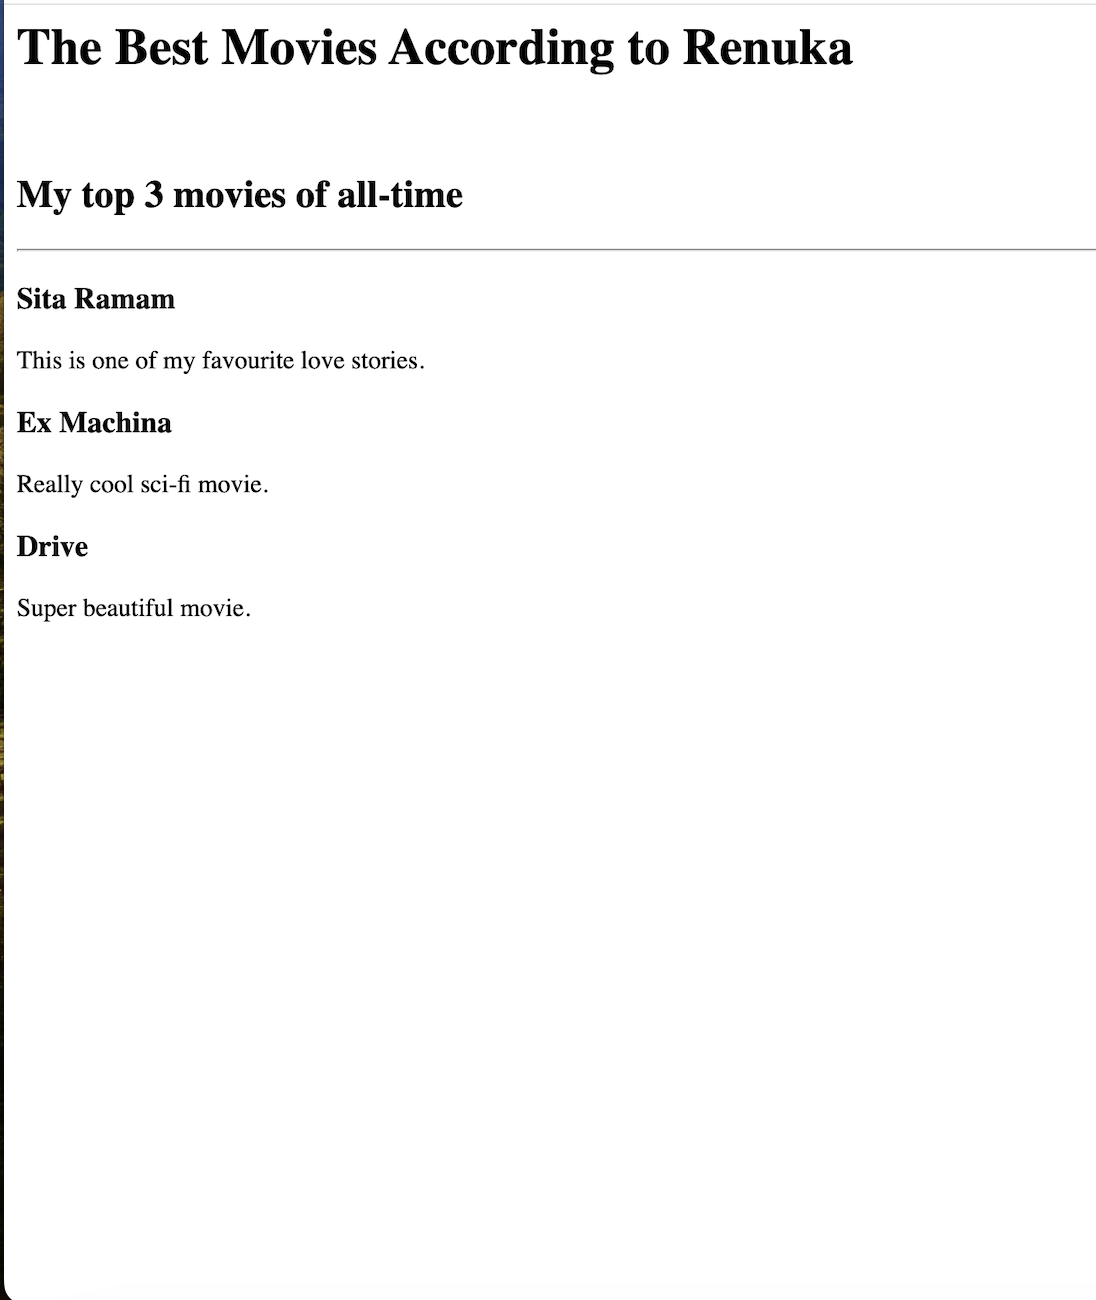 The Best Movies According to Renuka
My top 3 movies of all-time
Sita Ramam
This is one of my favourite love stories.
Ex Machina
Really cool sci-fi movie.
Drive
Super beautiful movie.